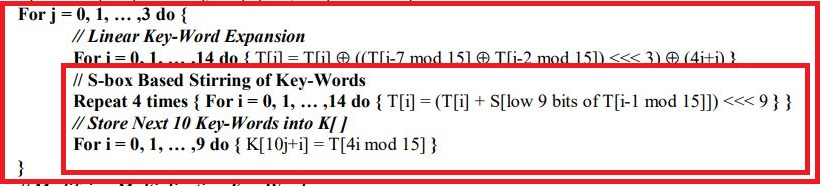 For j = 0, 1, … ,3 do {
// Linear Key-Word Expansion
For i = 0, 1, … ,14 do { T[i] = T[i] ⊕ ((T[i-7 mod 15] ⊕ T[i-2 mod 15]) <<< 3) ⊕ (4i+j) }
// S-box Based Stirring of Key-Words
Repeat 4 times { For i = 0, 1, … ,14 do { T[i] = (T[i] + S[low 9 bits of T[i-1 mod 15]]) <<< 9 } }
// Store Next 10 Key-Words into K[ ]
For i = 0, 1, … ,9 do { K[10j+i] = T[4i mod 15] }
}